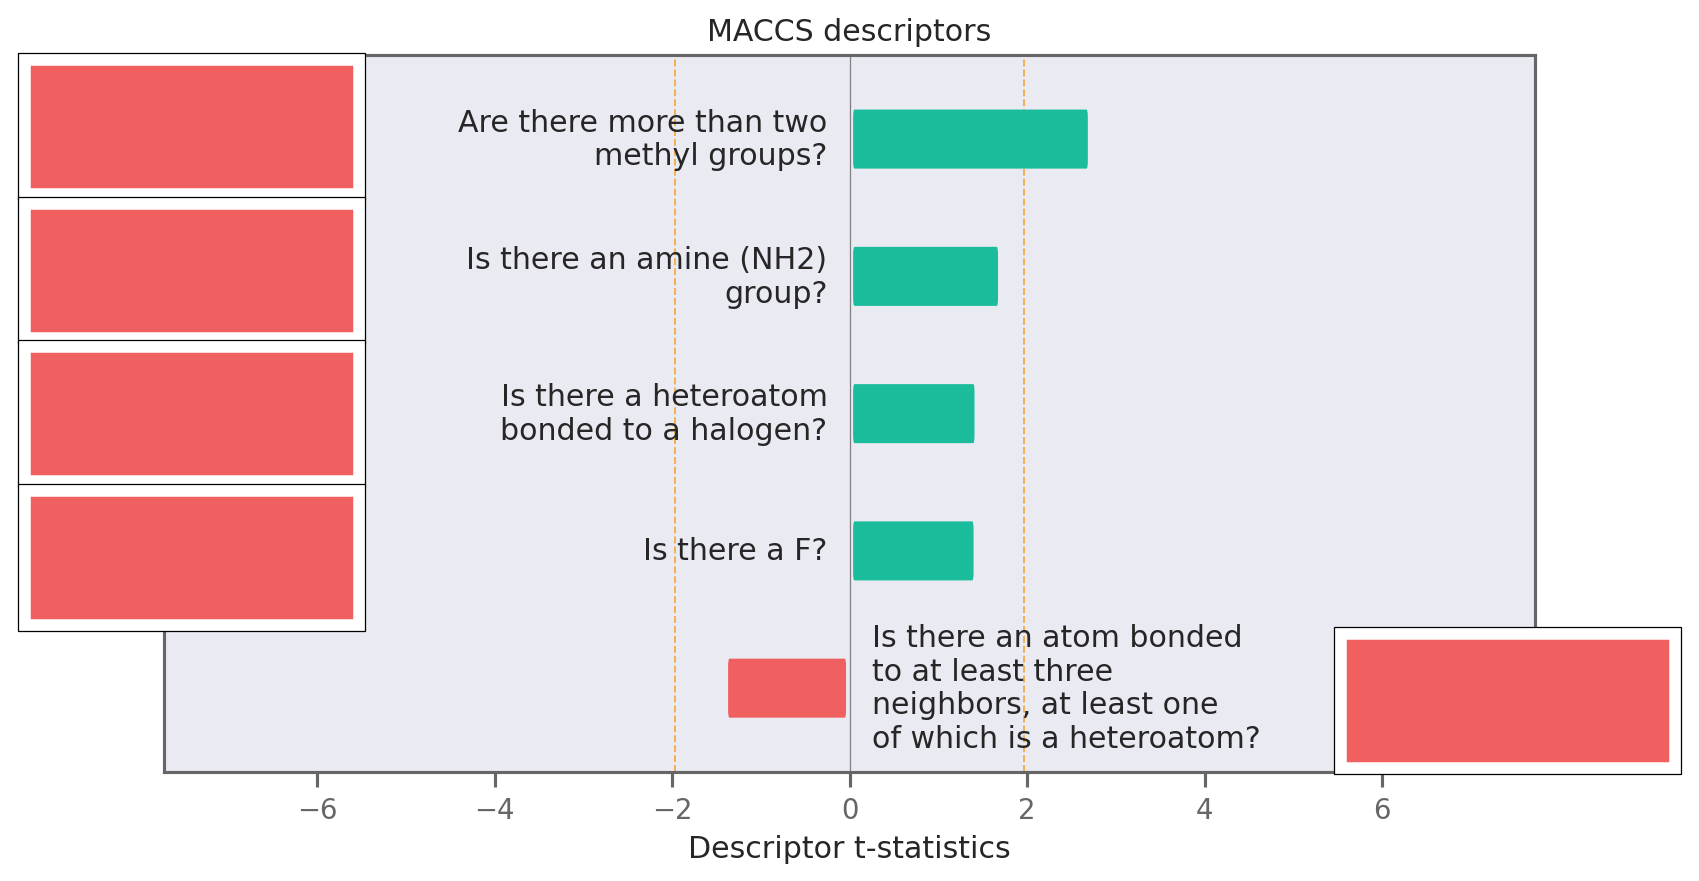 MACCS descriptors
Are there more than two
methyl groups?
Is there an amine (NH2)
group?
Is there a heteroatom
bonded to a halogen?
Is there a F?
Is there an atom bonded
to at least three
neighbors, at least one
of which is a heteroatom?
−6 −4 −2 0 2 4 6
Descriptor t-statistics